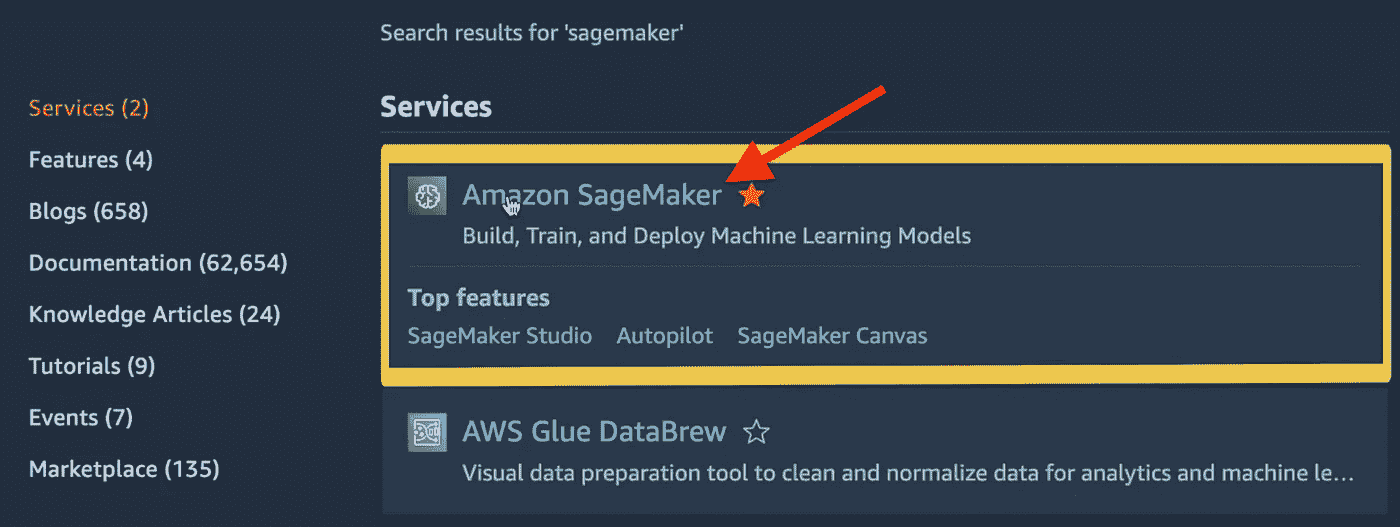 Search results for 'sagemaker'
Services (2)
Features (4)
Blogs (658)
Documentation (62,654)
Knowledge Articles (24)
Tutorials (9)
Events (7)
Marketplace (135)
Services
Amazon SageMaker
Build, Train, and Deploy Machine Learning Models
Top features
SageMaker Studio Autopilot SageMaker Canvas
AWS Glue DataBrew
Visual data preparation tool to clean and normalize data for analytics and machine le...